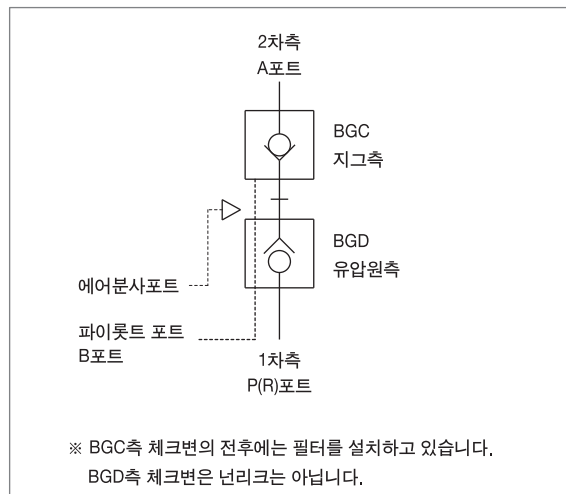 2차측
A포트
BGC
지그측
BGD
유압원측
에어분사포트
파이롯트 포트
B포트
1차측
P(R)포트
※ BGC측 체크변의 전후에는 필터를 설치하고 있습니다.
BGD측 체크변은 넌리크는 아닙니다.